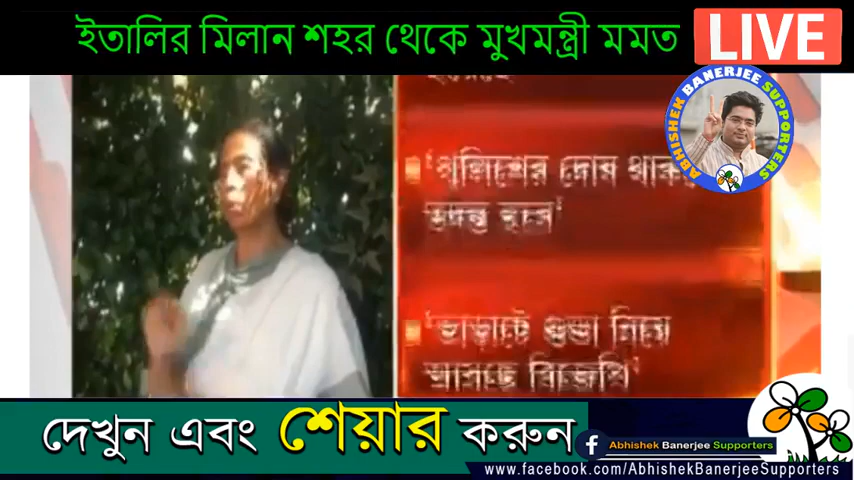 ইতালির মিলান শহর থেকে মুখমন্ত্রী মমত
LIVE
ABHISHEK BANERJEE SUPPORTERS
'পুলিশের দোষ থাক
তদন্ত হবে'
'ভাড়াটে গুন্ডা নিয়ে
আসছে বিজেপি'
দেখুন এবং শেয়ার করুন
f Abhishek Banerjee Supporters
www.facebook.com/AbhishekBanerjeeSupporters